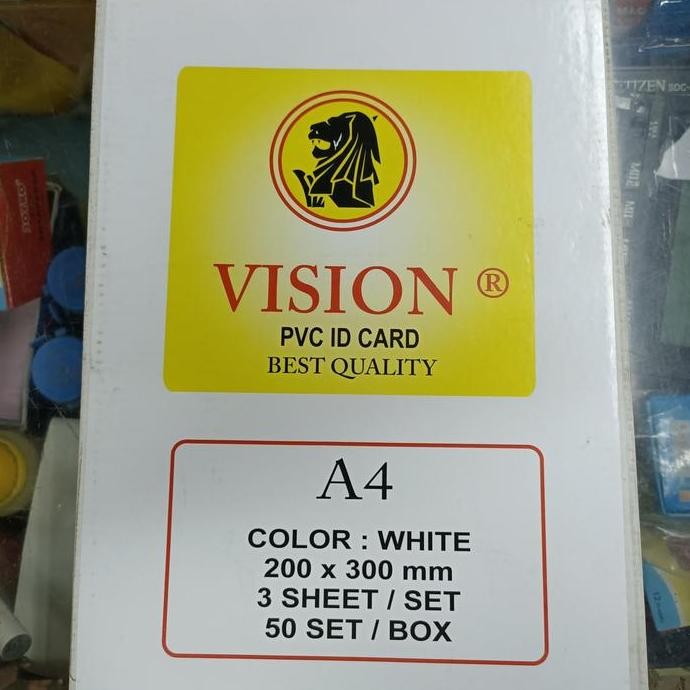 VISION ®
PVC ID CARD
BEST QUALITY
A4
COLOR : WHITE
200 x 300 mm
3 SHEET / SET
50 SET / BOX